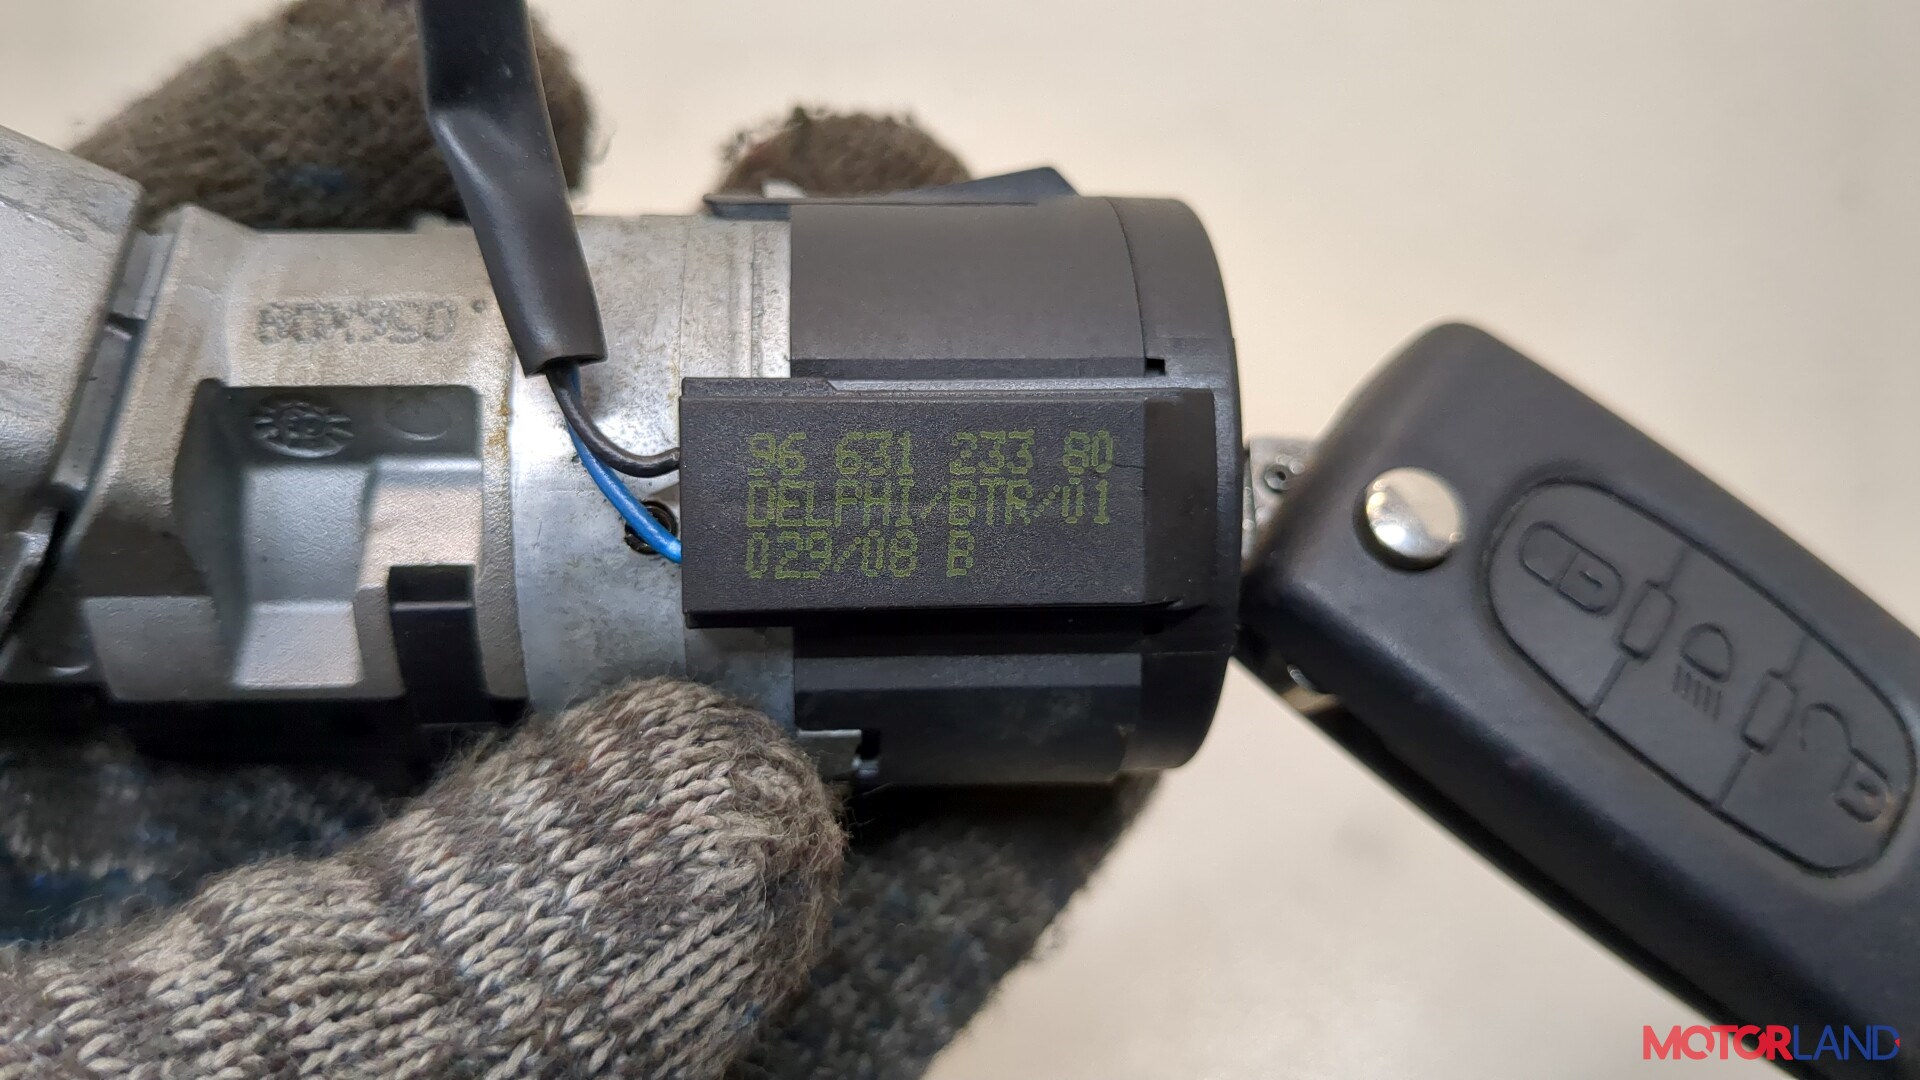 96 631 233 80
DELPHI/BTR/01
029/08 B
MOTORLAND